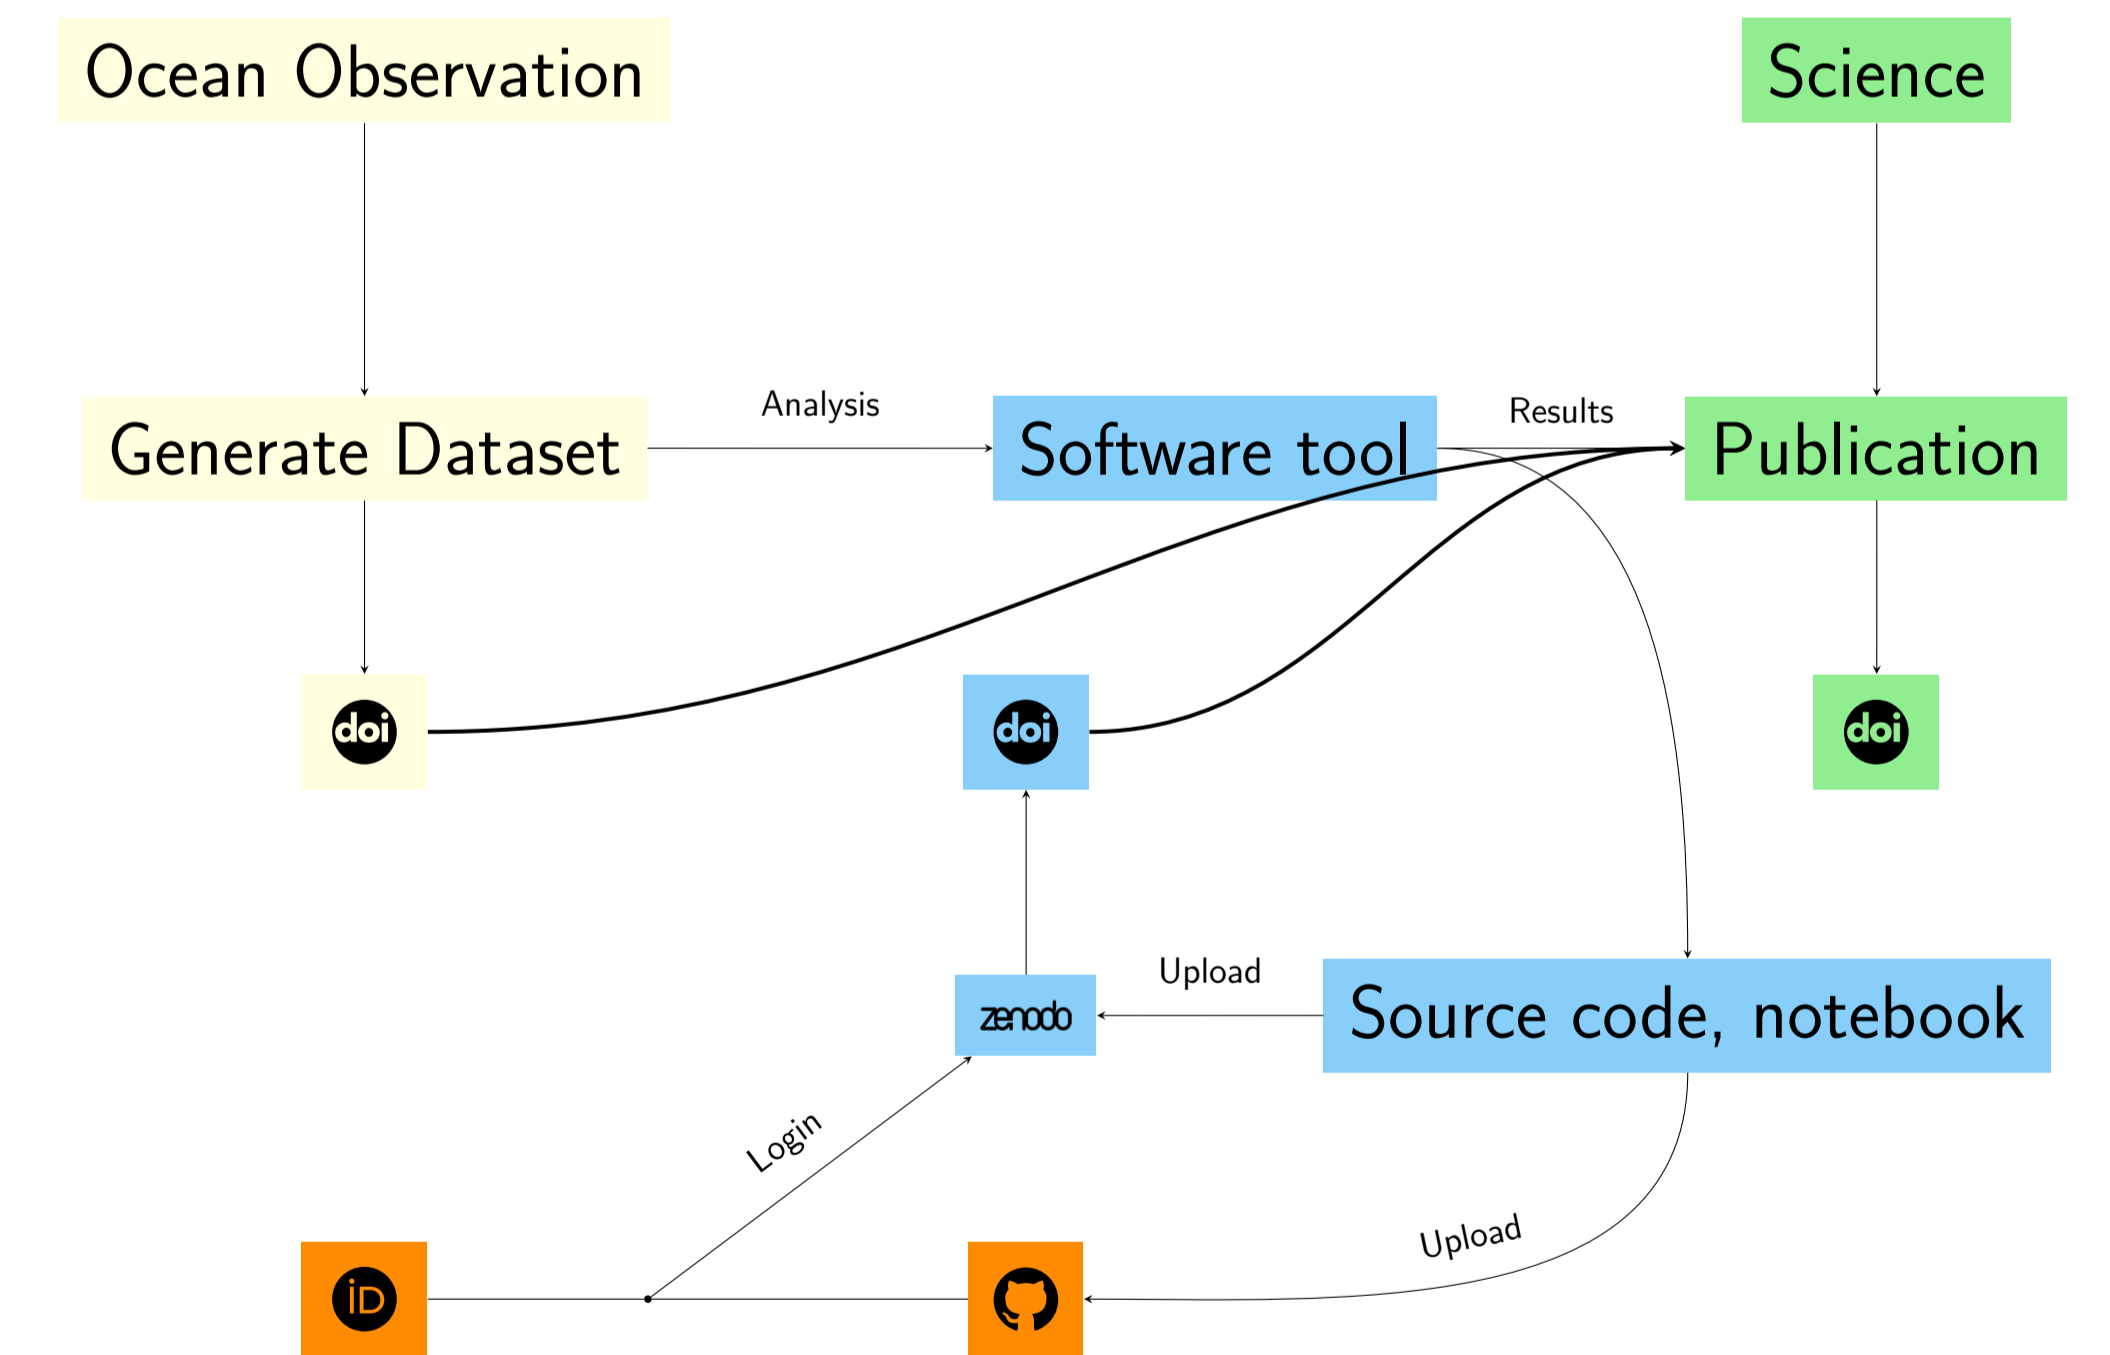 Ocean Observation
Science
Analysis
Results
Generate Dataset
Software tool
Publication
doi
doi
doi
Upload
zenodo
Source code, notebook
Login
Upload
iD